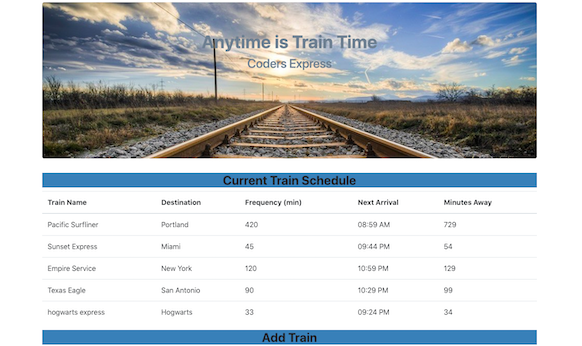 Anytime is Train Time
Coders Express
Current Train Schedule
Train Name Destination Frequency (min) Next Arrival Minutes Away
Pacific Surfliner Portland 420 08:59 AM 729
Sunset Express Miami 45 09:44 PM 54
Empire Service New York 120 10:59 PM 129
Texas Eagle San Antonio 90 10:29 PM 99
hogwarts express Hogwarts 33 09:24 PM 34
Add Train